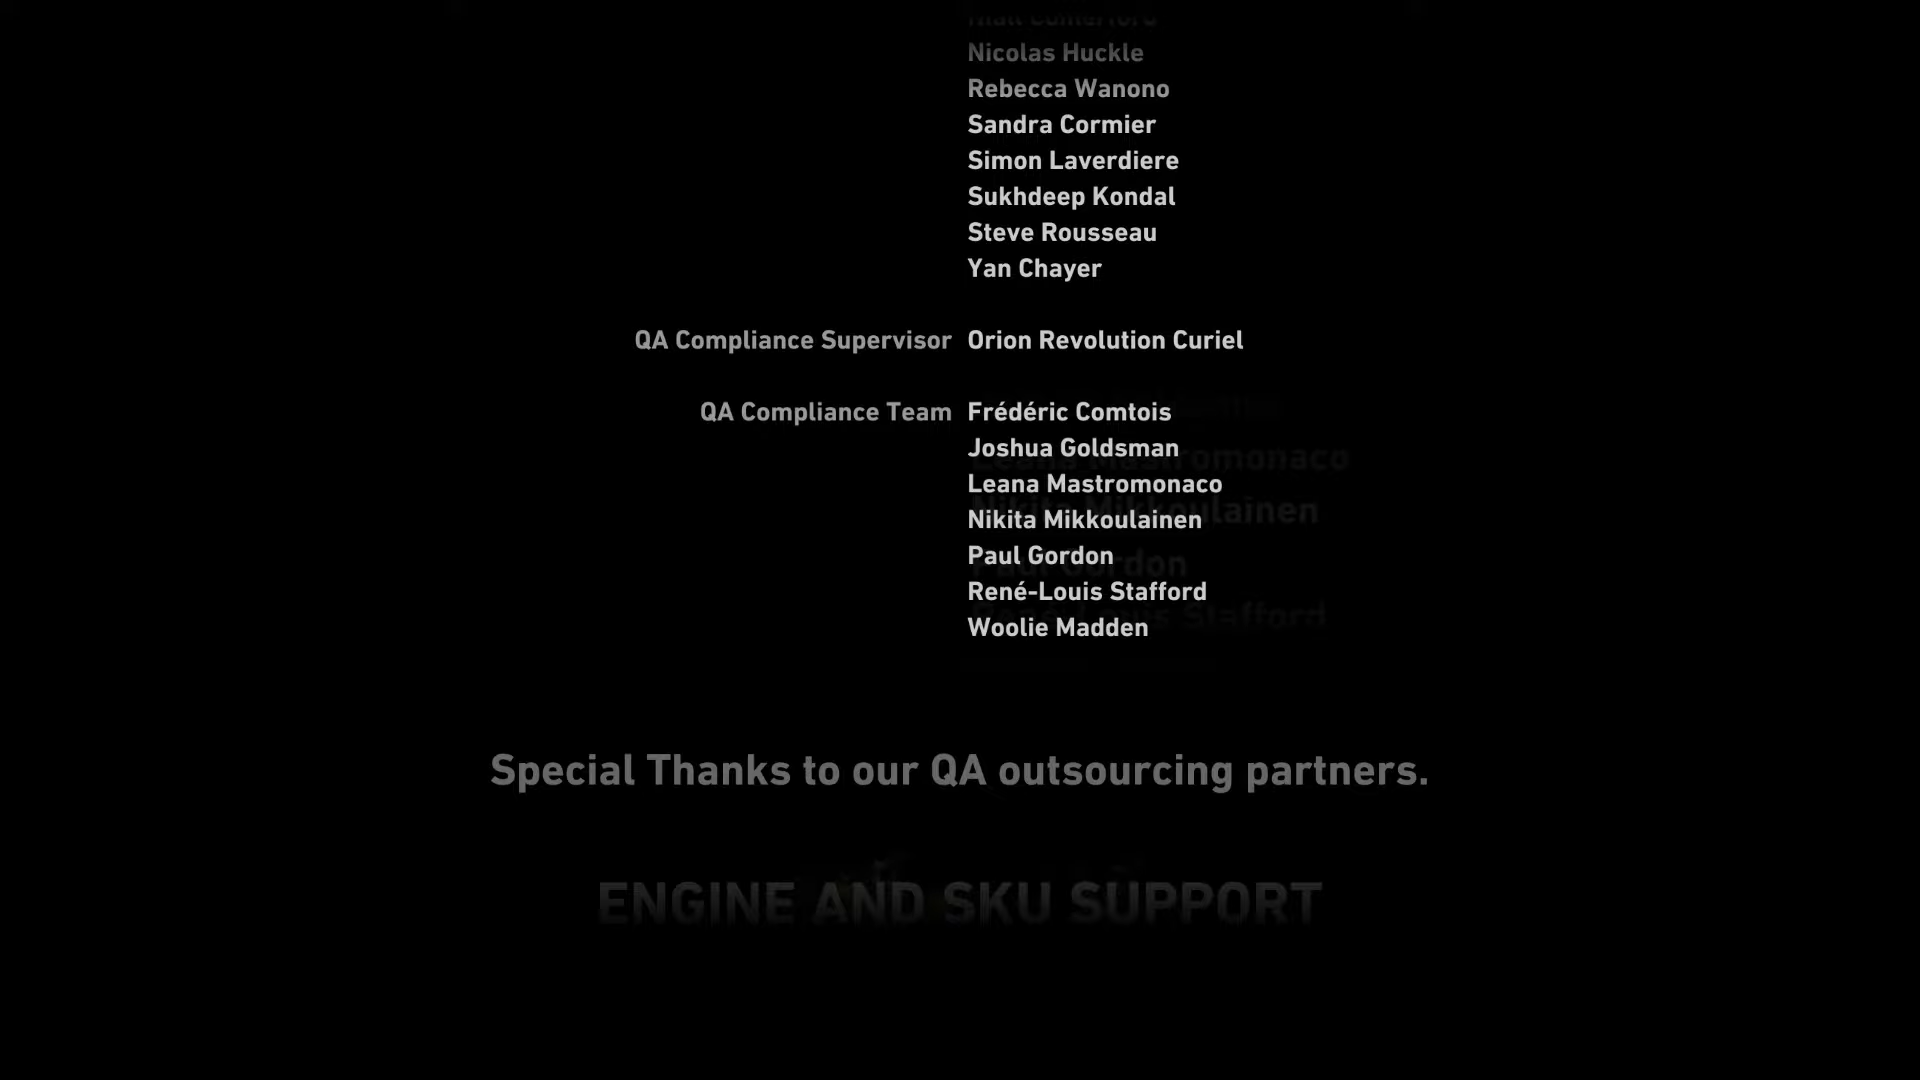 Nicolas Huckle
Rebecca Wanono
Sandra Cormier
Simon Laverdiere
Sukhdeep Kondal
Steve Rousseau
Yan Chayer
QA Compliance Supervisor Orion Revolution Curiel
QA Compliance Team Frédéric Comtois
Joshua Goldsman
Leana Mastromonaco
Nikita Mikkoulainen
Paul Gordon
René-Louis Stafford
Woolie Madden
Special Thanks to our QA outsourcing partners.
ENGINE AND SKU SUPPORT